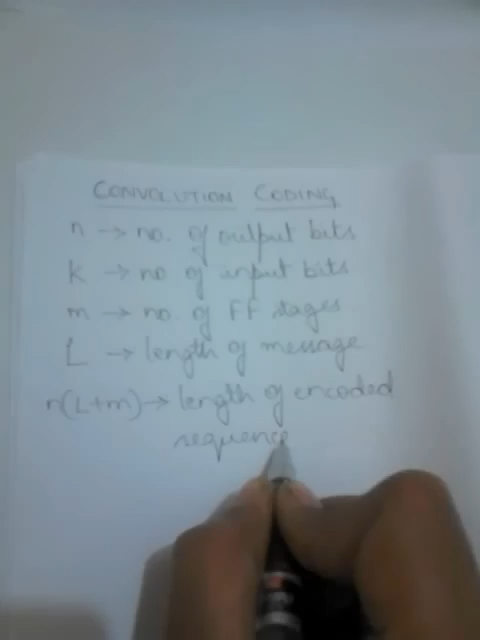 CONVOLUTION CODING
n → no. of output bits
k → no of input bits
m → no of FF stages
L → length of message
n(L+m) → length of encoded
sequence